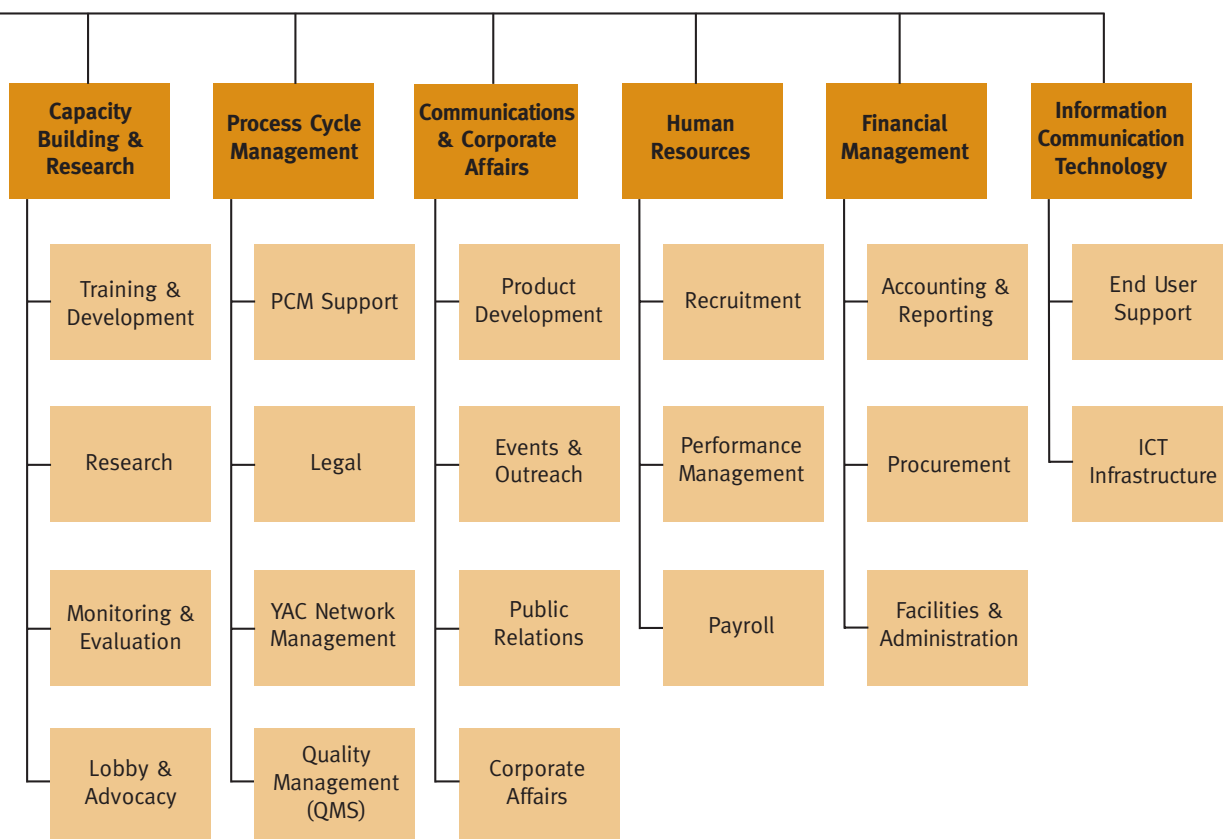 Capacity
Building &
Research
Process Cycle
Management
Communications
& Corporate
Affairs
Human
Resources
Financial
Management
Information
Communication
Technology
Training &
Development
PCM Support
Product
Development
Recruitment
Accounting &
Reporting
End User
Support
Research
Legal
Events &
Outreach
Performance
Management
Procurement
ICT
Infrastructure
Monitoring &
Evaluation
YAC Network
Management
Public
Relations
Payroll
Facilities &
Administration
Lobby &
Advocacy
Quality
Management
(QMS)
Corporate
Affairs